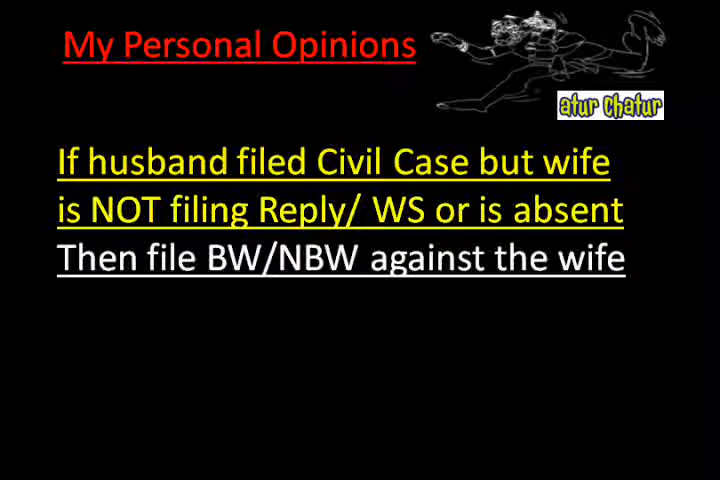 My Personal Opinions
atur chatur
If husband filed Civil Case but wife
is NOT filing Reply/ WS or is absent
Then file BW/NBW against the wife